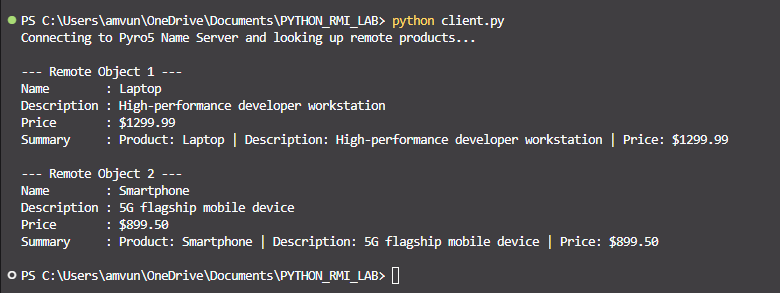 PS C:\Users\amvun\OneDrive\Documents\PYTHON_RMI_LAB> python client.py
Connecting to Pyro5 Name Server and looking up remote products...

--- Remote Object 1 ---
Name        : Laptop
Description : High-performance developer workstation
Price       : $1299.99
Summary     : Product: Laptop | Description: High-performance developer workstation | Price: $1299.99

--- Remote Object 2 ---
Name        : Smartphone
Description : 5G flagship mobile device
Price       : $899.50
Summary     : Product: Smartphone | Description: 5G flagship mobile device | Price: $899.50

PS C:\Users\amvun\OneDrive\Documents\PYTHON_RMI_LAB>